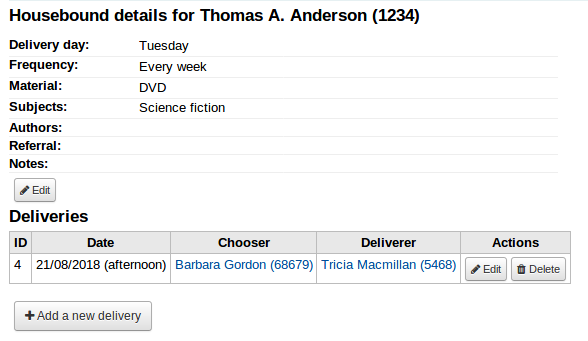 Housebound details for Thomas A. Anderson (1234)
Delivery day: Tuesday
Frequency: Every week
Material: DVD
Subjects: Science fiction
Authors:
Referral:
Notes:
Edit
Deliveries
ID Date Chooser Deliverer Actions
4 21/08/2018 (afternoon) Barbara Gordon (68679) Tricia Macmillan (5468) Edit Delete
Add a new delivery